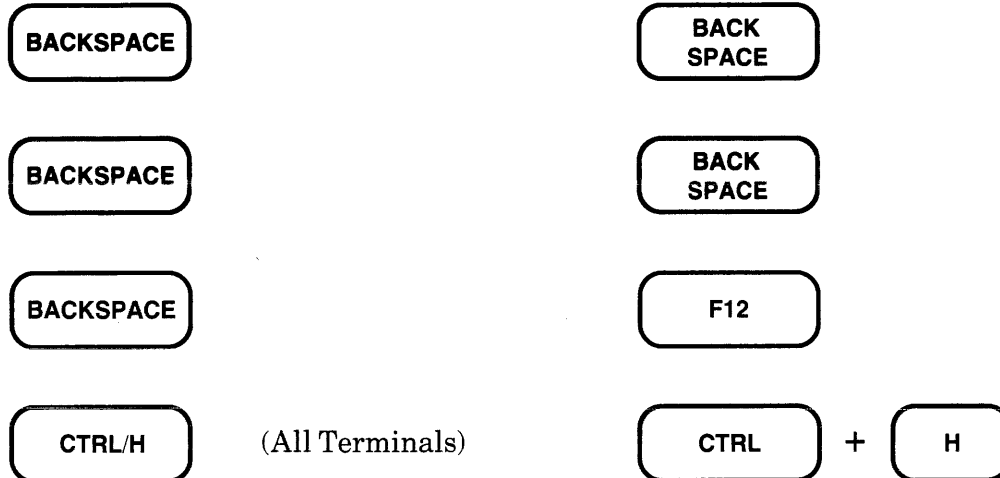 BACKSPACE BACK
SPACE
BACKSPACE BACK
SPACE
BACKSPACE F12
CTRL/H (All Terminals) CTRL + H